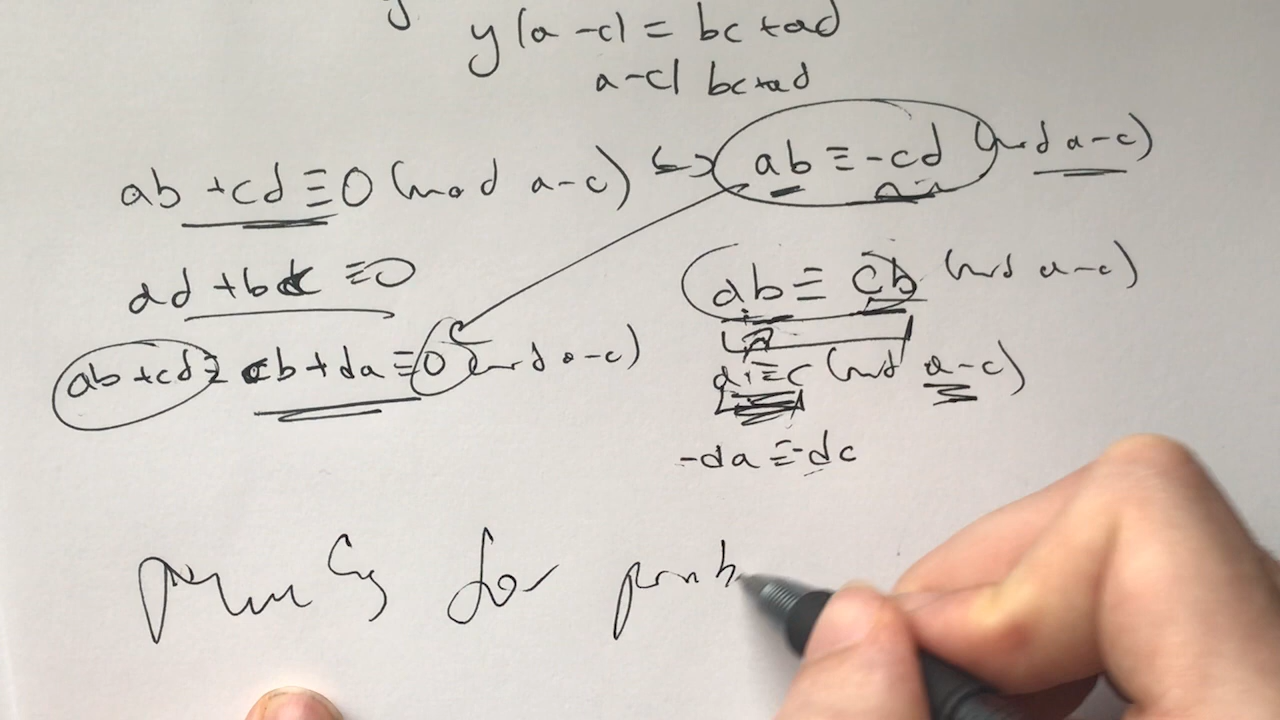 y(a-c) = bc+ad
a-c| bc+ad
ab+cd≡0 (mod a-c) ↔ ab≡-cd (mod a-c)
ad+bc≡0
ab≡cb (mod a-c)
ab+cd≡cb+da≡0 (mod a-c)
a≡c (mod a-c)
-da≡-dc
for